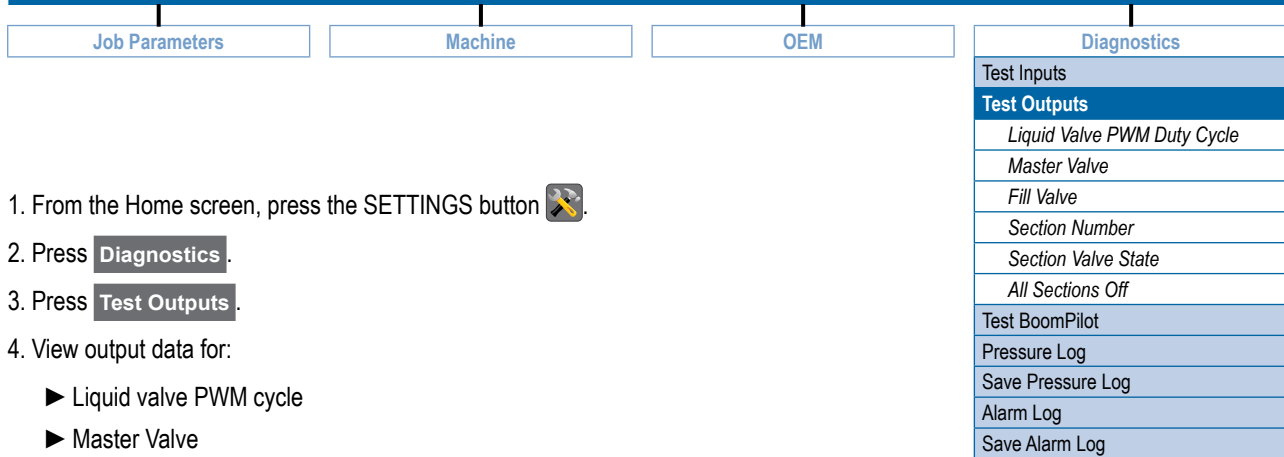 Job Parameters
Machine
OEM
Diagnostics
Test Inputs
Test Outputs
Liquid Valve PWM Duty Cycle
Master Valve
Fill Valve
Section Number
Section Valve State
All Sections Off
Test BoomPilot
Pressure Log
Save Pressure Log
Alarm Log
Save Alarm Log
1. From the Home screen, press the SETTINGS button .
2. Press Diagnostics .
3. Press Test Outputs .
4. View output data for:
►Liquid valve PWM cycle
►Master Valve